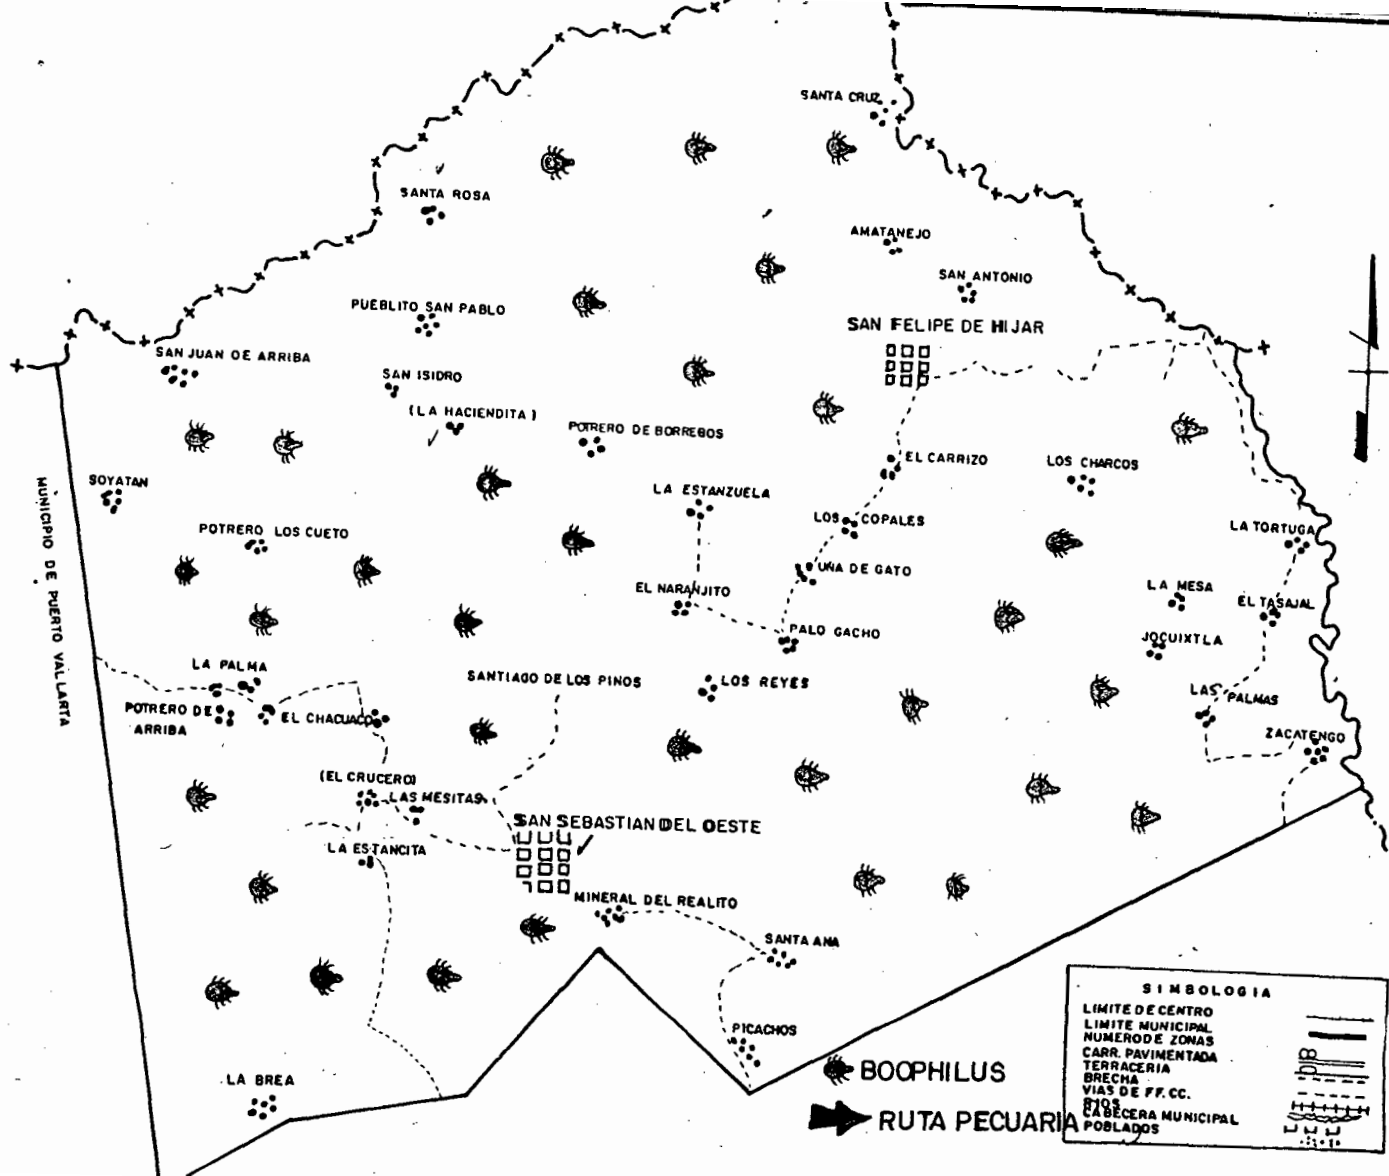 SANTA CRUZ
SANTA ROSA
AMATANEJO
SAN ANTONIO
PUEBLITO SAN PABLO
SAN FELIPE DE HIJAR
SAN JUAN DE ARRIBA
SAN ISIDRO
(LA HACIENDITA)
POTRERO DE BORREBOS
EL CARRIZO
LOS CHARCOS
SOYATAN
LA ESTANZUELA
LOS COPALES
POTRERO LOS CUETO
LA TORTUGA
MUNICIPIO DE PUERTO VALLARTA
UÑA DE GATO
EL NARANJITO
LA MESA
EL TASAJAL
PALO GACHO
JOCUIXTLA
LA PALMA
SANTIAGO DE LOS PINOS
LOS REYES
LAS PALMAS
POTRERO DE
ARRIBA
EL CHACUACO
ZACATENGO
(EL CRUCERO)
LAS MESITAS
SAN SEBASTIAN DEL OESTE
LA ESTANCITA
MINERAL DEL REALITO
SANTA ANA
PICACHOS
LA BREA
BOOPHILUS
RUTA PECUARIA
SIMBOLOGIA
LIMITE DE CENTRO
LIMITE MUNICIPAL
NUMERO DE ZONAS
CARR. PAVIMENTADA
TERRACERIA
BRECHA
VIAS DE FF.CC.
RIOS
CABECERA MUNICIPAL
POBLADOS